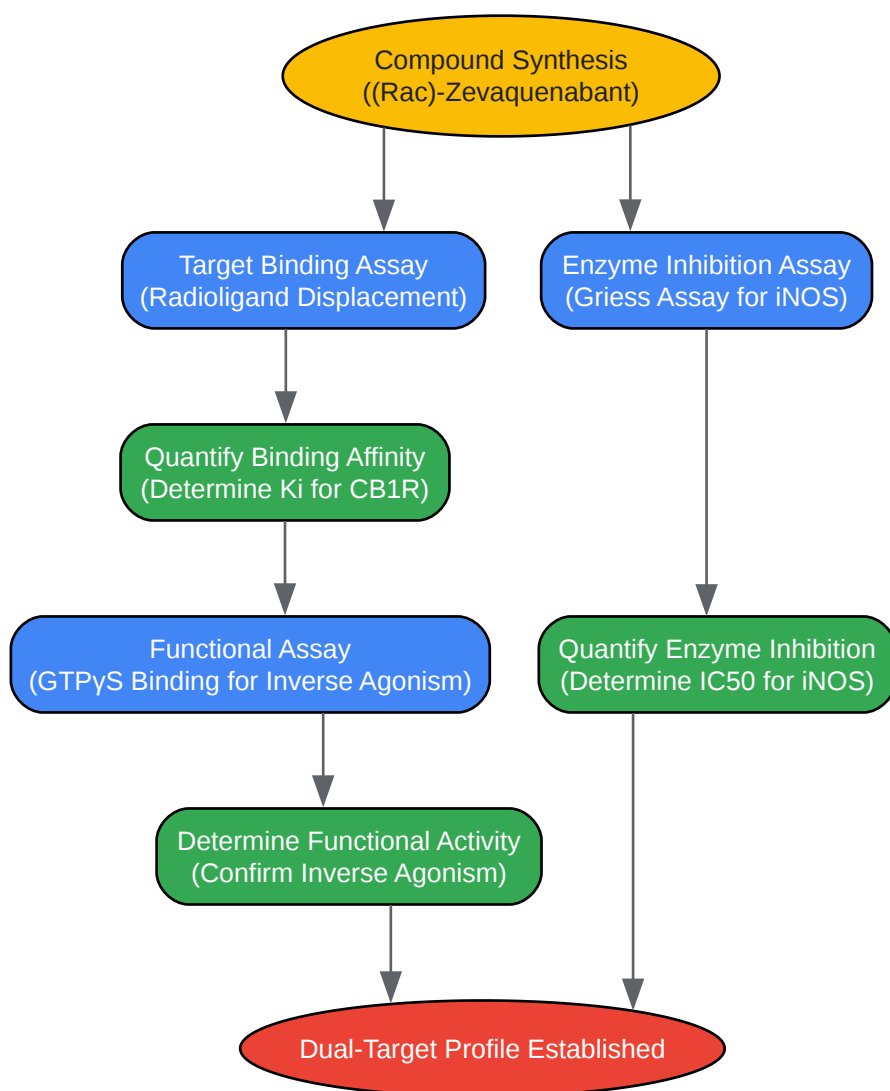 Compound Synthesis
((Rac)-Zevaquenabant)
Target Binding Assay
(Radioligand Displacement)
Enzyme Inhibition Assay
(Griess Assay for iNOS)
Quantify Binding Affinity
(Determine Ki for CB1R)
Functional Assay
(GTPγS Binding for Inverse Agonism)
Quantify Enzyme Inhibition
(Determine IC50 for iNOS)
Determine Functional Activity
(Confirm Inverse Agonism)
Dual-Target Profile Established